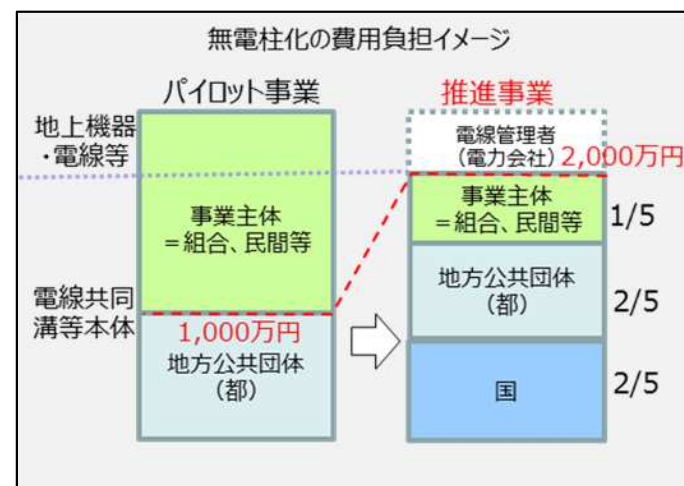 無電柱化の費用負担イメージ
パイロット事業
推進事業
地上機器
・電線等
電線管理者
(電力会社)
2,000万円
事業主体
＝組合、民間等
事業主体
＝組合、民間等
1/5
電線共同
溝等本体
1,000万円
地方公共団体
(都)
地方公共団体
(都)
2/5
国
2/5